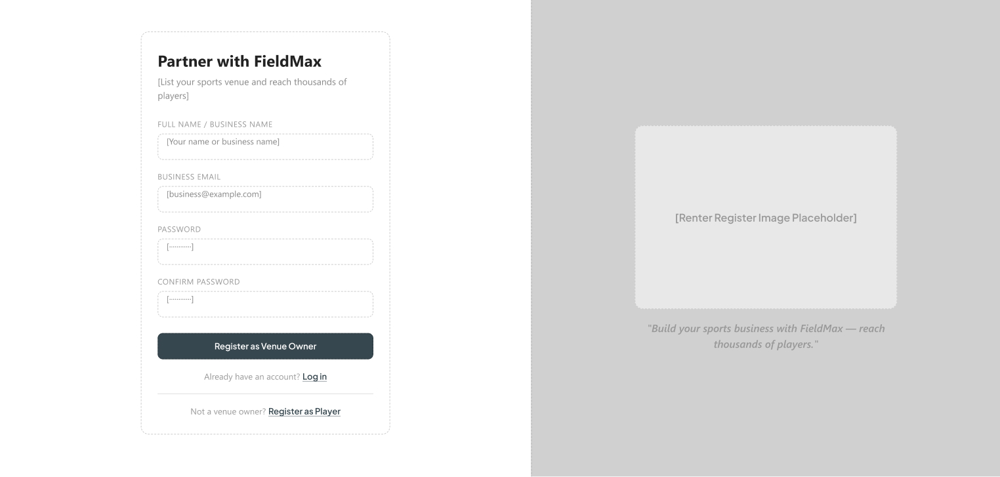 Partner with FieldMax
[List your sports venue and reach thousands of
players]
FULL NAME / BUSINESS NAME
[Your name or business name]
BUSINESS EMAIL
[business@example.com]
PASSWORD
[············]
CONFIRM PASSWORD
[············]
Register as Venue Owner
Already have an account? Log in
Not a venue owner? Register as Player
[Renter Register Image Placeholder]
"Build your sports business with FieldMax — reach
thousands of players."